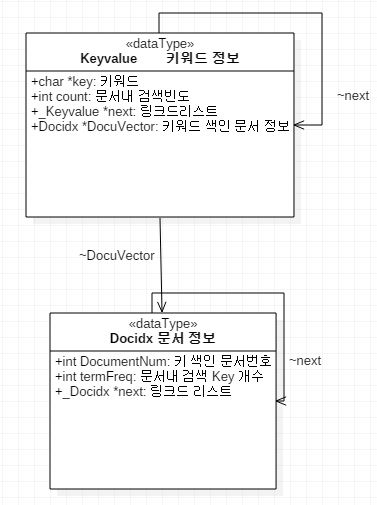 «dataType»
Keyvalue 키워드 정보
+char *key: 키워드
+int count: 문서내 검색빈도
+_Keyvalue *next: 링크드리스트
+Docidx *DocuVector: 키워드 색인 문서 정보
~next
~DocuVector
«dataType»
Docidx 문서 정보
+int DocumentNum: 키 색인 문서번호
+int termFreq: 문서내 검색 Key 개수
+_Docidx *next: 링크드 리스트
~next